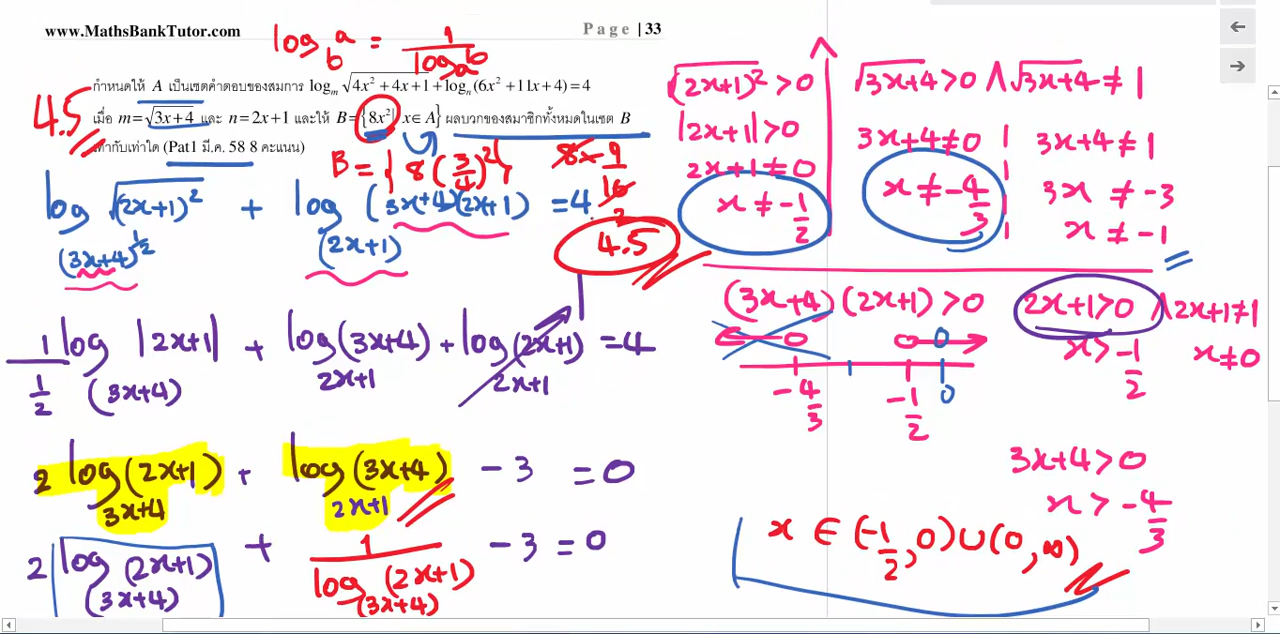 www.MathsBankTutor.com
Page | 33
log_b a = 1/log_a b
4.5
กำหนดให้ A เป็นเซตคำตอบของสมการ log_m √(4x² + 4x + 1) + log_n (6x² + 11x + 4) = 4
เมื่อ m = √(3x + 4) และ n = 2x + 1 และให้ B = {8x² | x ∈ A} ผลบวกของสมาชิกทั้งหมดในเซต B
เท่ากับเท่าใด (Pat1 มี.ค. 58 8 คะแนน)
B = { 8 (3/4)² }
8 × 9/16
2
4.5
log_(3x+4)^(1/2) √(2x+1)² + log_(2x+1) (3x+4)(2x+1) = 4
1/(1/2) log_(3x+4) |2x+1| + log_(2x+1) (3x+4) + log_(2x+1) (2x+1) = 4
1
2 log_(3x+4) (2x+1) + log_(2x+1) (3x+4) - 3 = 0
2 log_(3x+4) (2x+1) + 1/log_(3x+4) (2x+1) - 3 = 0
√(2x+1)² > 0
|2x+1| > 0
2x+1 ≠ 0
x ≠ -1/2
√3x+4 > 0 ∧ √3x+4 ≠ 1
3x+4 ≠ 0 | 3x+4 ≠ 1
x ≠ -4/3 | 3x ≠ -3
x ≠ -1
(3x+4)(2x+1) > 0
2x+1 > 0 ∧ 2x+1 ≠ 1
x > -1/2
x ≠ 0
-4/3
-1/2
0
3x+4 > 0
x > -4/3
x ∈ (-1/2, 0) ∪ (0, ∞)